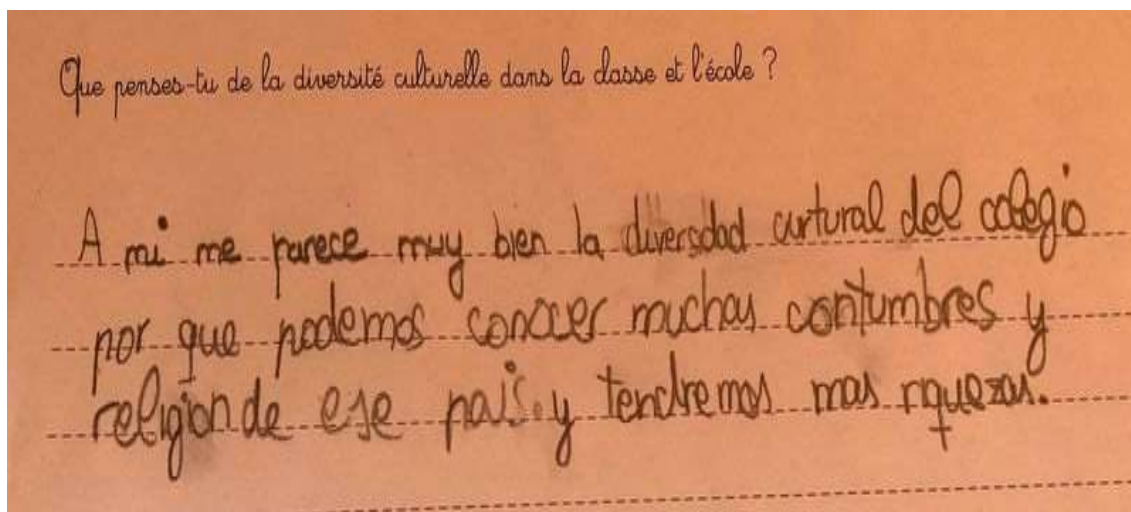 Que penses-tu de la diversité culturelle dans la classe et l'école ?
A mi me parece muy bien la diversdad curtural del colegio
por que podemos conocer muchas contumbres y
religion de ese pais y tendremos mas riquezas.